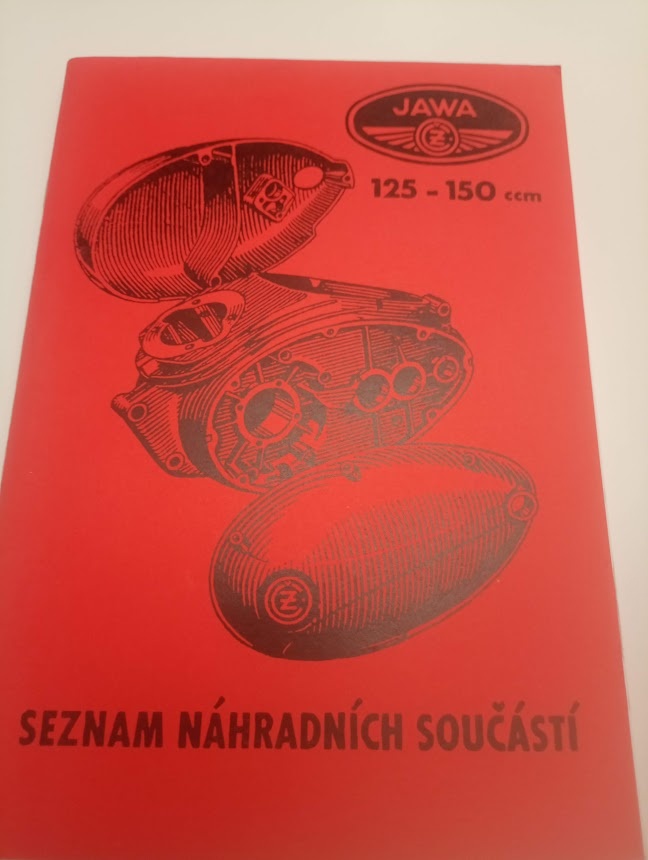 JAWA
ČZ
125 - 150 ccm
ČZ
SEZNAM NÁHRADNÍCH SOUČÁSTÍ